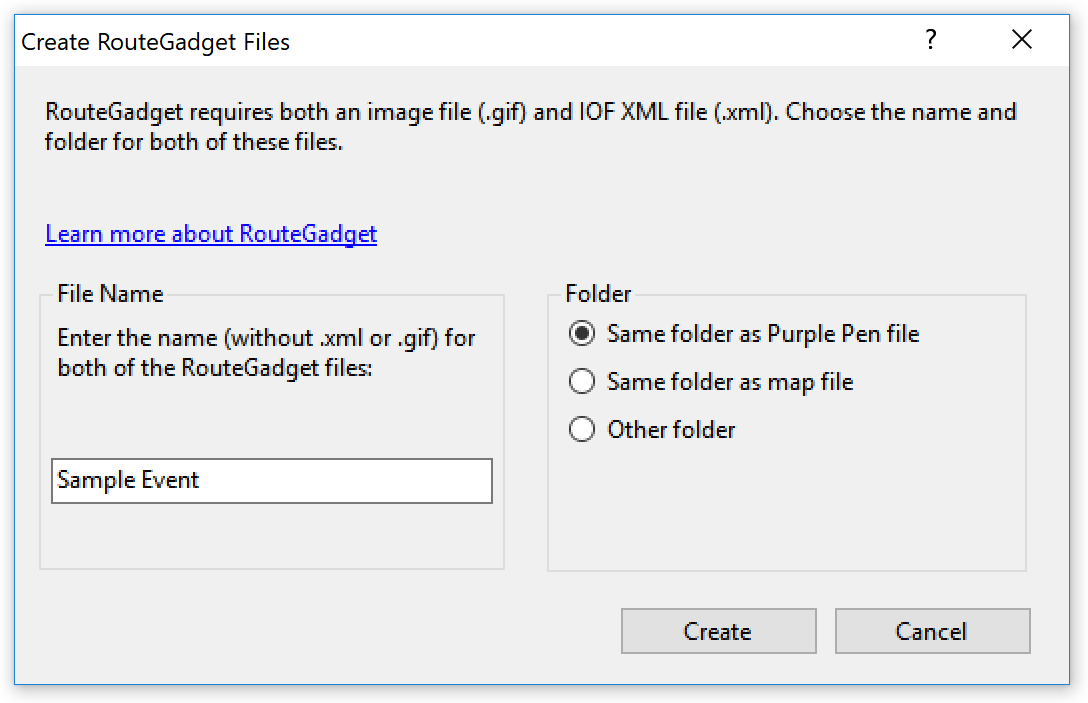 Create RouteGadget Files
?
RouteGadget requires both an image file (.gif) and IOF XML file (.xml). Choose the name and
folder for both of these files.
Learn more about RouteGadget
File Name
Enter the name (without .xml or .gif) for
both of the RouteGadget files:
Sample Event
Folder
Same folder as Purple Pen file
Same folder as map file
Other folder
Create
Cancel